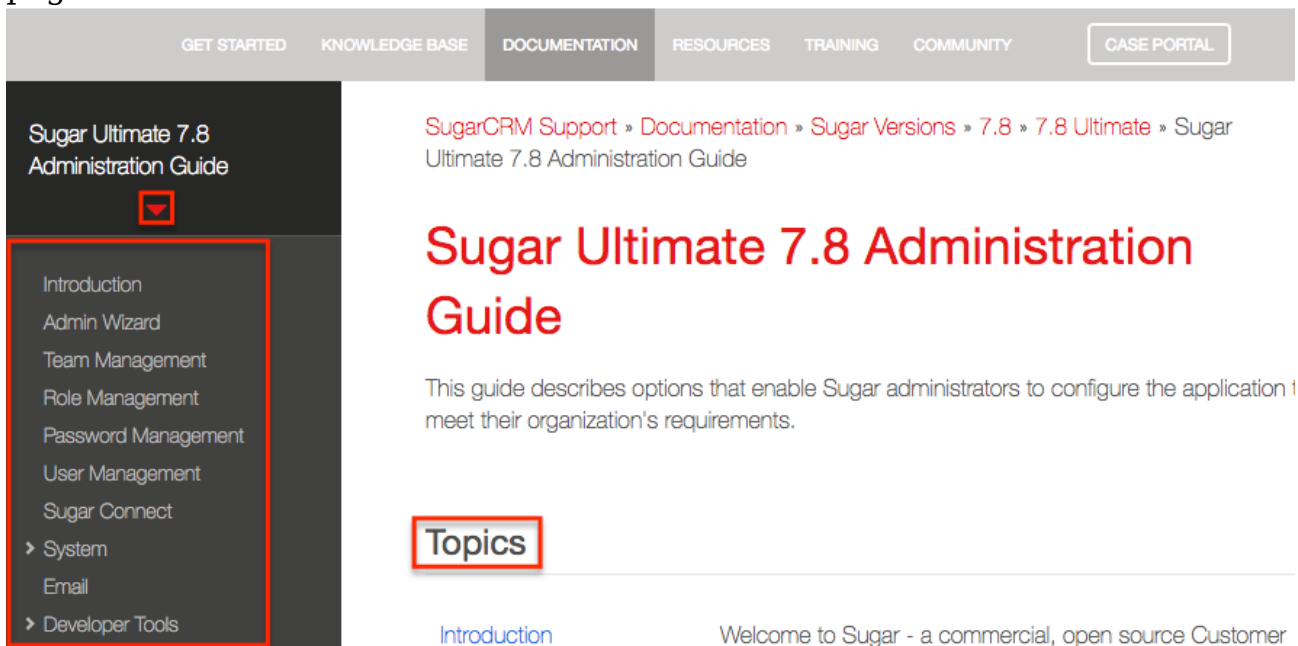 GET STARTED KNOWLEDGE BASE DOCUMENTATION RESOURCES TRAINING COMMUNITY CASE PORTAL
Sugar Ultimate 7.8
Administration Guide
Introduction
Admin Wizard
Team Management
Role Management
Password Management
User Management
Sugar Connect
System
Email
Developer Tools
SugarCRM Support » Documentation » Sugar Versions » 7.8 » 7.8 Ultimate » Sugar
Ultimate 7.8 Administration Guide
Sugar Ultimate 7.8 Administration
Guide
This guide describes options that enable Sugar administrators to configure the application
meet their organization's requirements.
Topics
Introduction Welcome to Sugar - a commercial, open source Customer